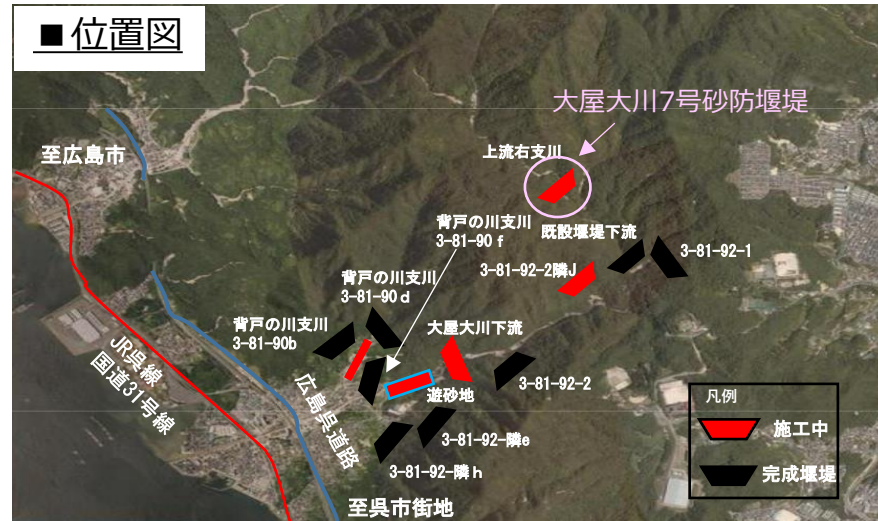 ■位置図
大屋大川7号砂防堰堤
至広島市
上流右支川
背戸の川支川
3-81-90ｆ
既設堰堤下流
3-81-92-1
3-81-92-2隣J
背戸の川支川
3-81-90ｄ
背戸の川支川
3-81-90b
大屋大川下流
JR呉線
国道31号線
広島呉道路
遊砂地
3-81-92-2
3-81-92-隣e
3-81-92-隣ｈ
至呉市街地
凡例
施工中
完成堰堤